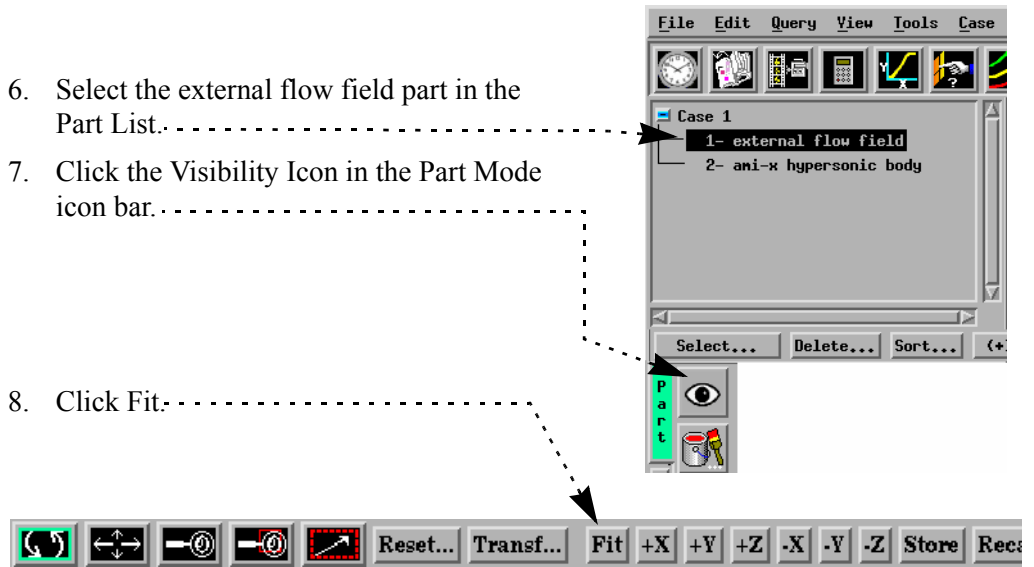 File Edit Query View Tools Case
6. Select the external flow field part in the
Part List.
Case 1
1- external flow field
2- ami-x hypersonic body
7. Click the Visibility Icon in the Part Mode
icon bar.
Select... Delete... Sort... (+)
Part
8. Click Fit.
Reset... Transf... Fit +X +Y +Z -X -Y -Z Store Reca